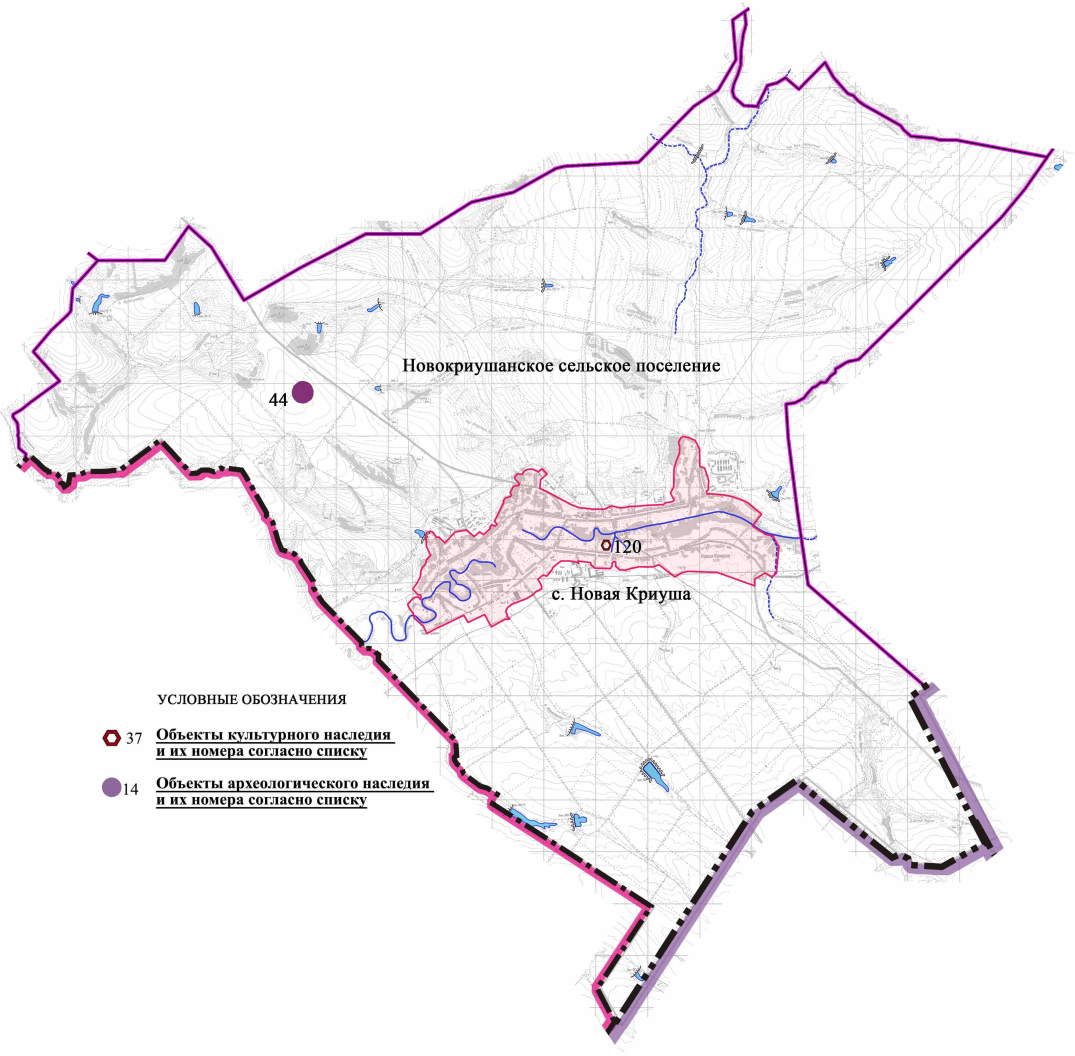 Новокриушанское сельское поселение
44
120
с. Новая Криуша
УСЛОВНЫЕ ОБОЗНАЧЕНИЯ
37 Объекты культурного наследия
и их номера согласно списку
14 Объекты археологического наследия
и их номера согласно списку